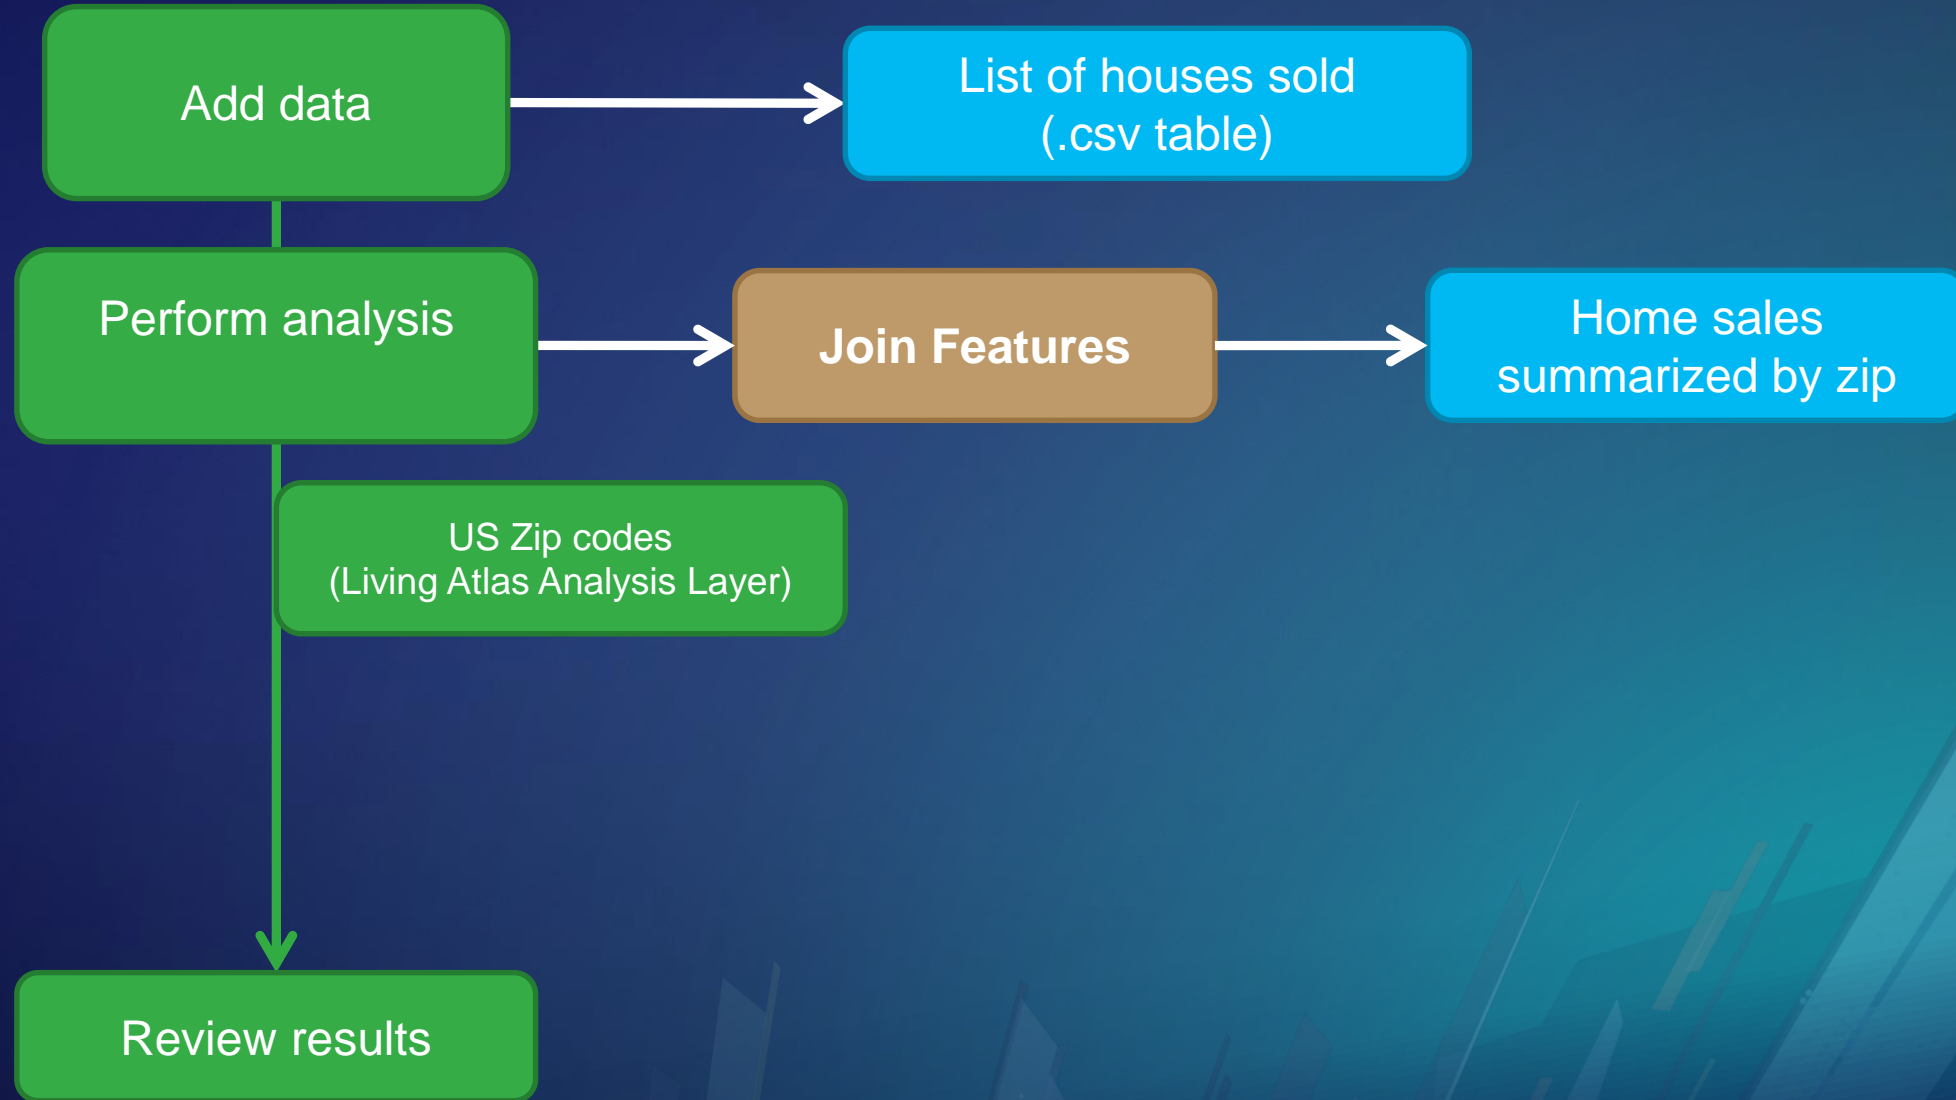 Add data
List of houses sold
(.csv table)
Perform analysis
Join Features
Home sales
summarized by zip
US Zip codes
(Living Atlas Analysis Layer)
Review results